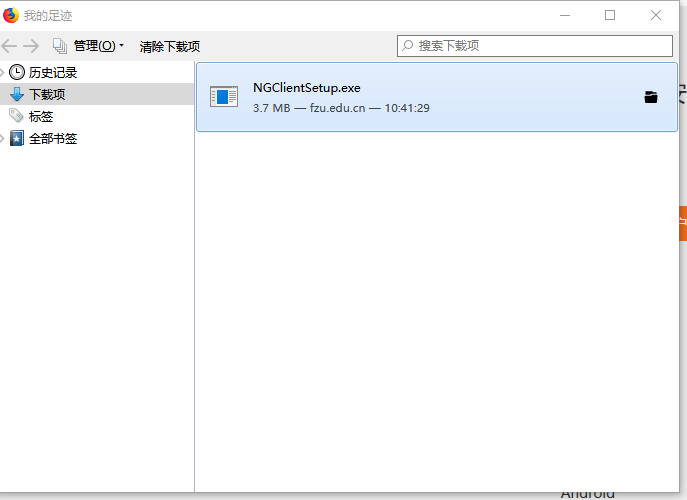 我的足迹
管理(O)
清除下载项
搜索下载项
历史记录
下载项
标签
全部书签
NGClientSetup.exe
3.7 MB — fzu.edu.cn — 10:41:29
Android